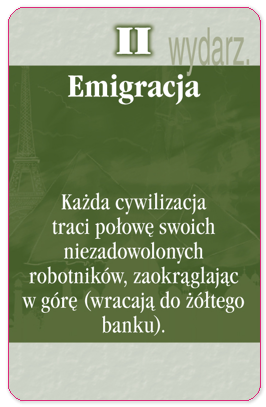 II
wydarz.
Emigracja
Każda cywilizacja
traci połowę swoich
niezadowolonych
robotników, zaokrąglając
w górę (wracają do żółtego
banku).